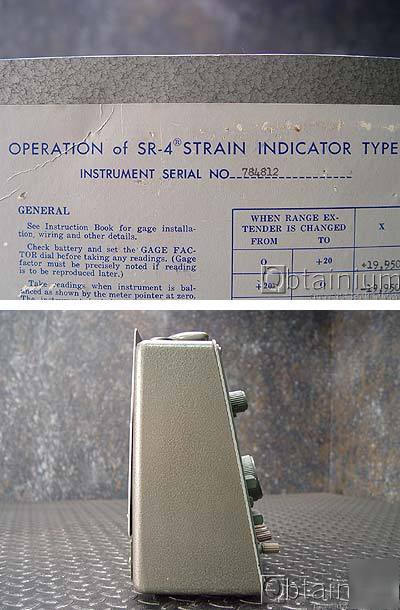 OPERATION of SR-4® STRAIN INDICATOR TYPE
INSTRUMENT SERIAL NO 784812
GENERAL
See Instruction Book for gage installa-
tion, wiring and other details.
Check battery and set the GAGE FAC-
TOR dial before taking any readings. (Gage
factor must be precisely noted if reading
is to be reproduced later.)
Take readings when instrument is bal-
anced as shown by the meter pointer at zero.
The
WHEN RANGE EX-
TENDER IS CHANGED
FROM TO
X
0 +20 +19,950
+20
Obtainium
Obtain